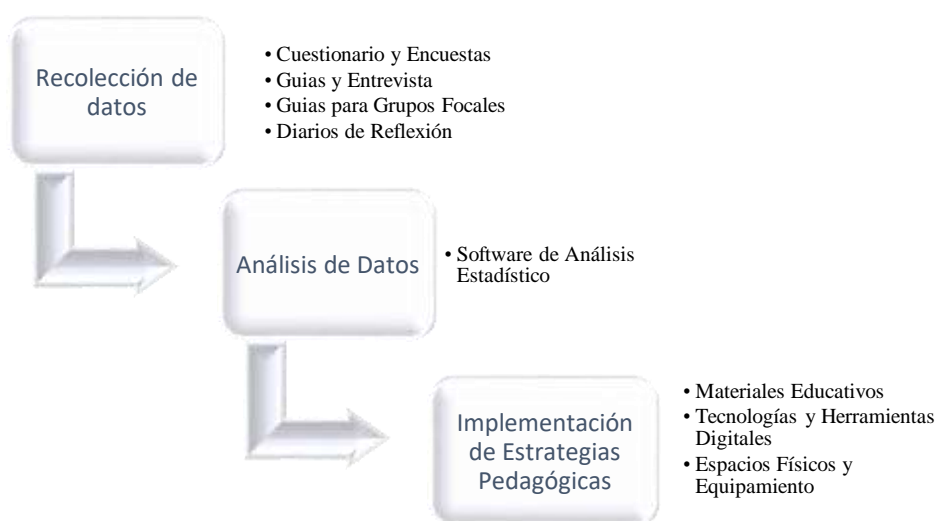 Recolección de
datos
• Cuestionario y Encuestas
• Guias y Entrevista
• Guias para Grupos Focales
• Diarios de Reflexión
Análisis de Datos
• Software de Análisis
Estadístico
Implementación
de Estrategias
Pedagógicas
• Materiales Educativos
• Tecnologías y Herramientas
Digitales
• Espacios Físicos y
Equipamiento